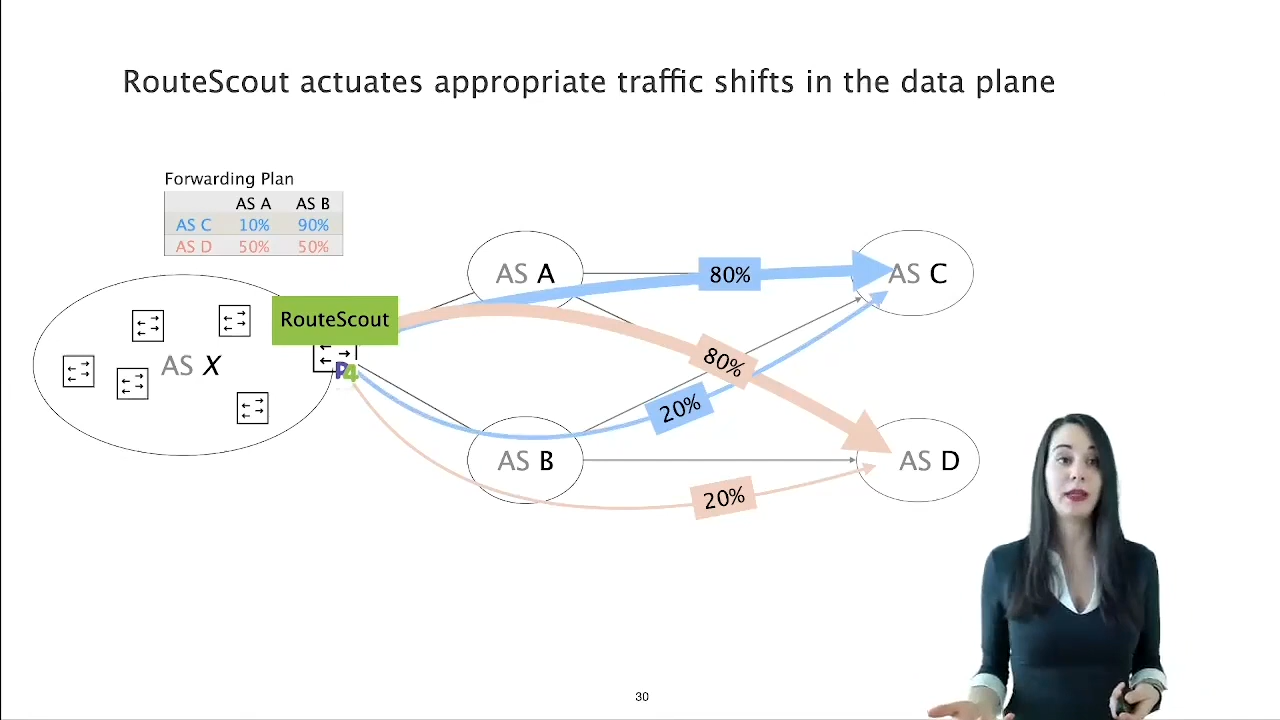 RouteScout actuates appropriate traffic shifts in the data plane
Forwarding Plan
AS A AS B
AS C 10% 90%
AS D 50% 50%
AS A
80%
AS C
RouteScout
AS X
P4
80%
20%
AS B
AS D
20%
30